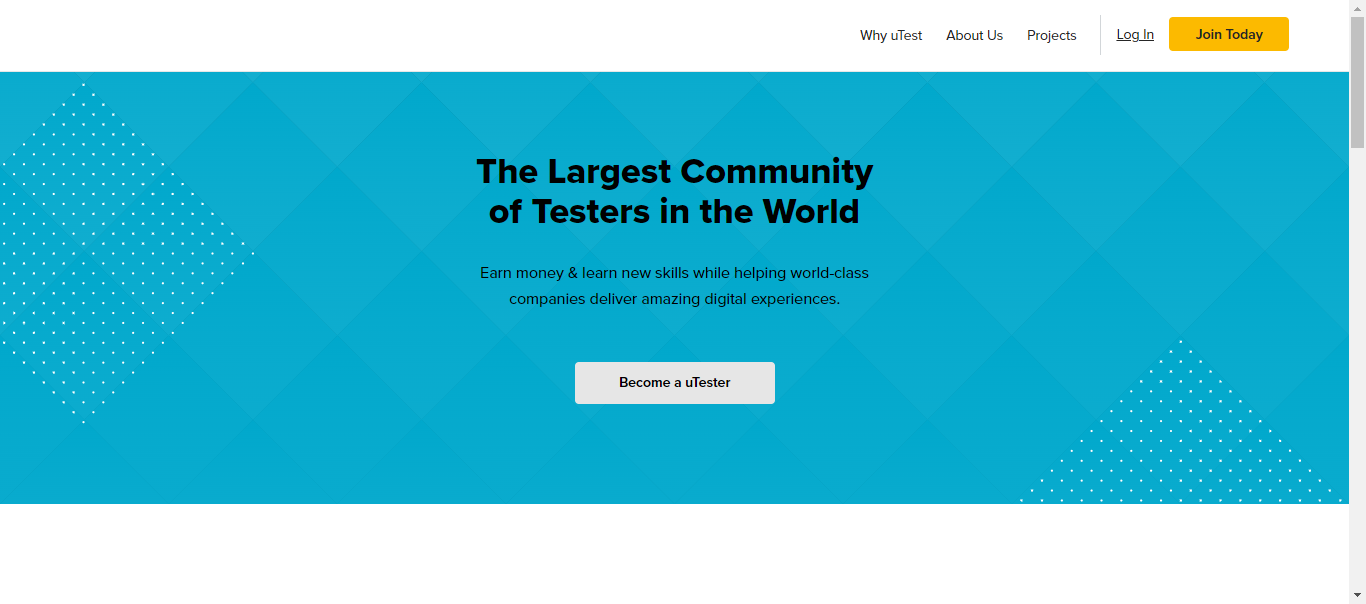 Why uTest
About Us
Projects
Log In
Join Today
The Largest Community
of Testers in the World
Earn money & learn new skills while helping world-class
companies deliver amazing digital experiences.
Become a uTester